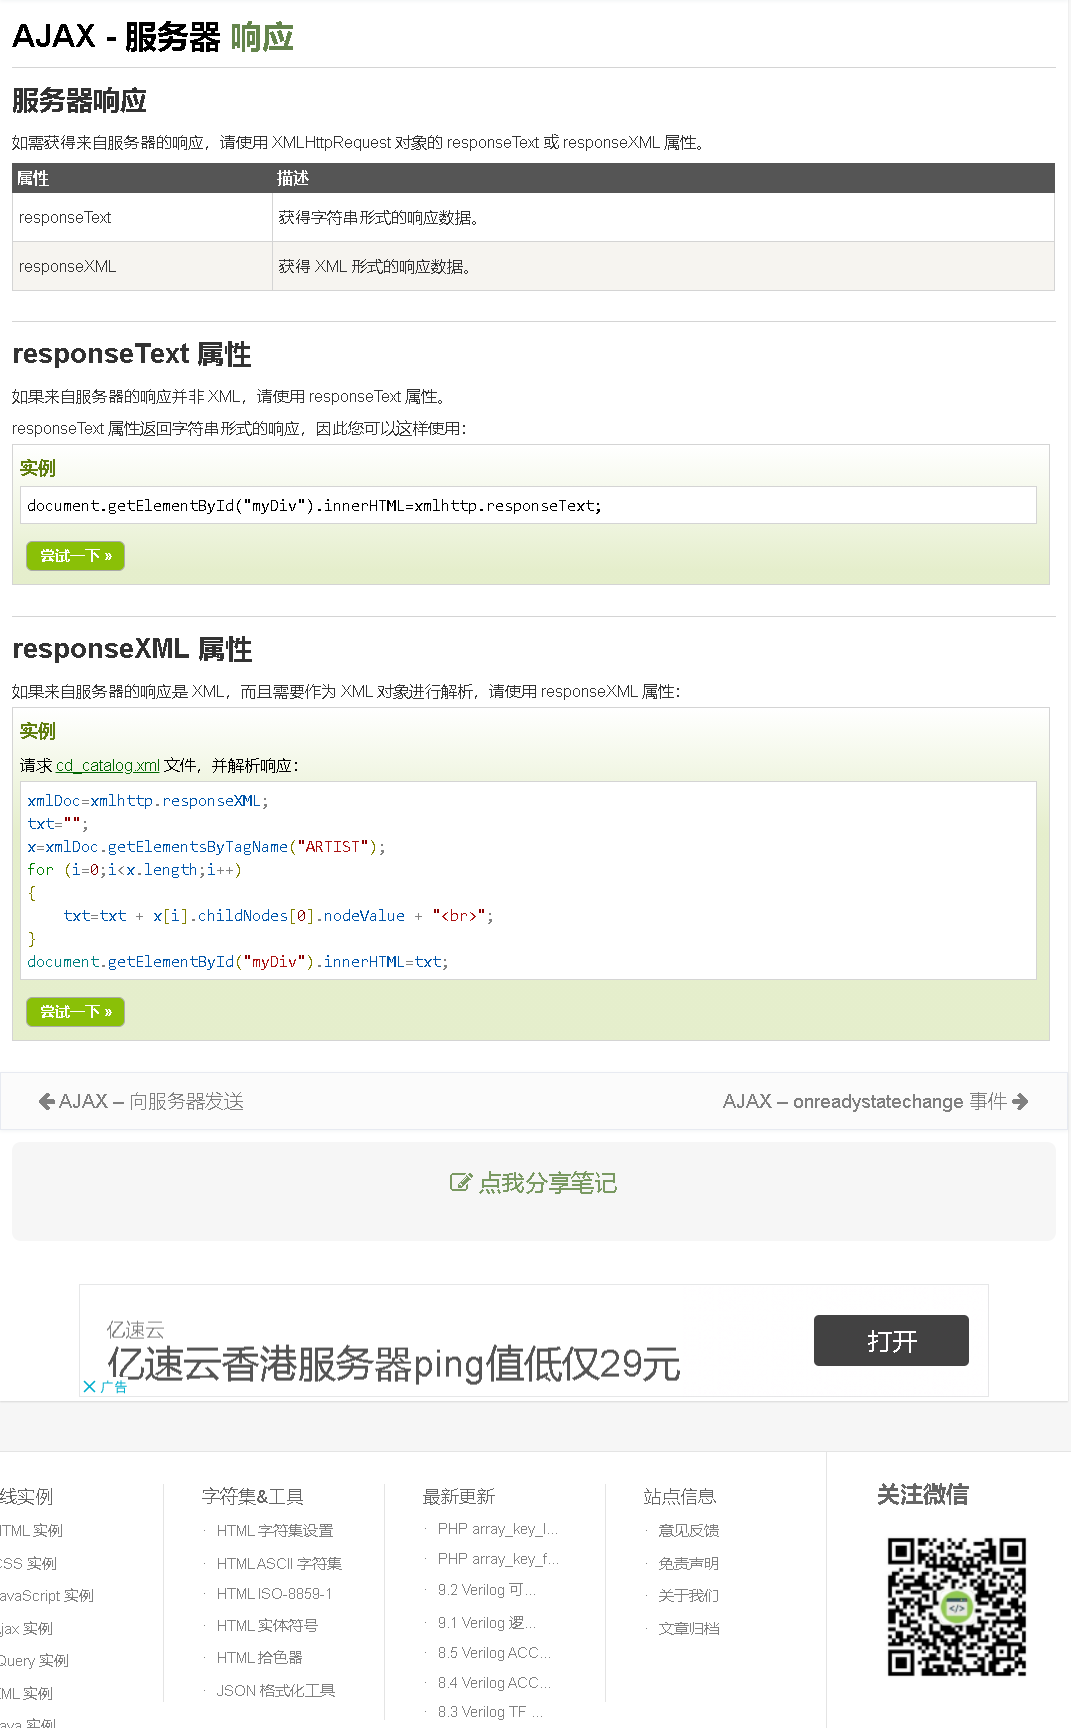 AJAX - 服务器 响应
服务器响应
如需获得来自服务器的响应，请使用 XMLHttpRequest 对象的 responseText 或 responseXML 属性。
属性 描述
responseText 获得字符串形式的响应数据。
responseXML 获得 XML 形式的响应数据。
responseText 属性
如果来自服务器的响应并非 XML，请使用 responseText 属性。
responseText 属性返回字符串形式的响应，因此您可以这样使用：
实例
document.getElementById("myDiv").innerHTML=xmlhttp.responseText;
尝试一下 »
responseXML 属性
如果来自服务器的响应是 XML，而且需要作为 XML 对象进行解析，请使用 responseXML 属性：
实例
请求 cd_catalog.xml 文件，并解析响应：
xmlDoc=xmlhttp.responseXML;
txt="";
x=xmlDoc.getElementsByTagName("ARTIST");
for (i=0;i<x.length;i++)
{
    txt=txt + x[i].childNodes[0].nodeValue + "<br>";
}
document.getElementById("myDiv").innerHTML=txt;
尝试一下 »
AJAX – 向服务器发送 AJAX – onreadystatechange 事件
点我分享笔记
亿速云
亿速云香港服务器ping值低仅29元
打开
广告
线实例
TML 实例
CSS 实例
avaScript 实例
jax 实例
Query 实例
ML 实例
ava 实例
字符集&工具
· HTML 字符集设置
· HTML ASCII 字符集
· HTML ISO-8859-1
· HTML 实体符号
· HTML 拾色器
· JSON 格式化工具
最新更新
· PHP array_key_l...
· PHP array_key_f...
· 9.2 Verilog 可...
· 9.1 Verilog 逻...
· 8.5 Verilog ACC...
· 8.4 Verilog ACC...
· 8.3 Verilog TF ...
站点信息
· 意见反馈
· 免责声明
· 关于我们
· 文章归档
关注微信